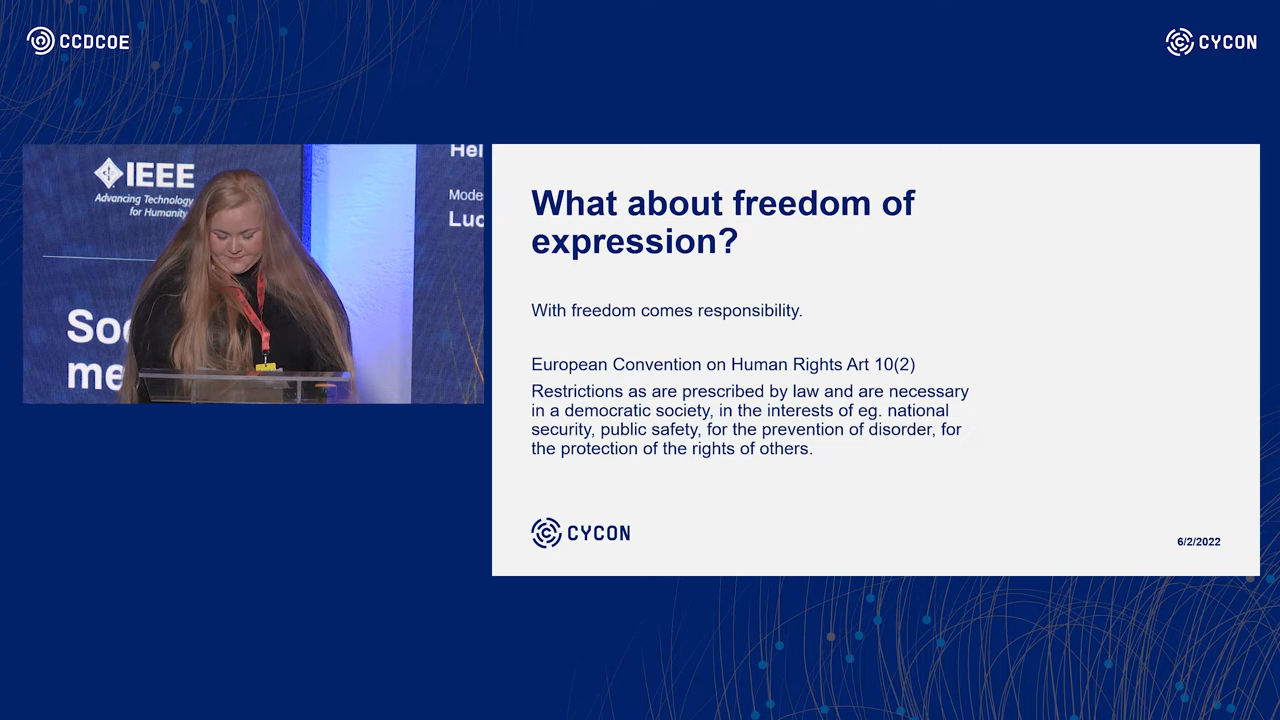 CCDCOE
CYCON
IEEE
Advancing Technology
for Humanity
What about freedom of
expression?
With freedom comes responsibility.
European Convention on Human Rights Art 10(2)
Restrictions as are prescribed by law and are necessary
in a democratic society, in the interests of eg. national
security, public safety, for the prevention of disorder, for
the protection of the rights of others.
CYCON
6/2/2022